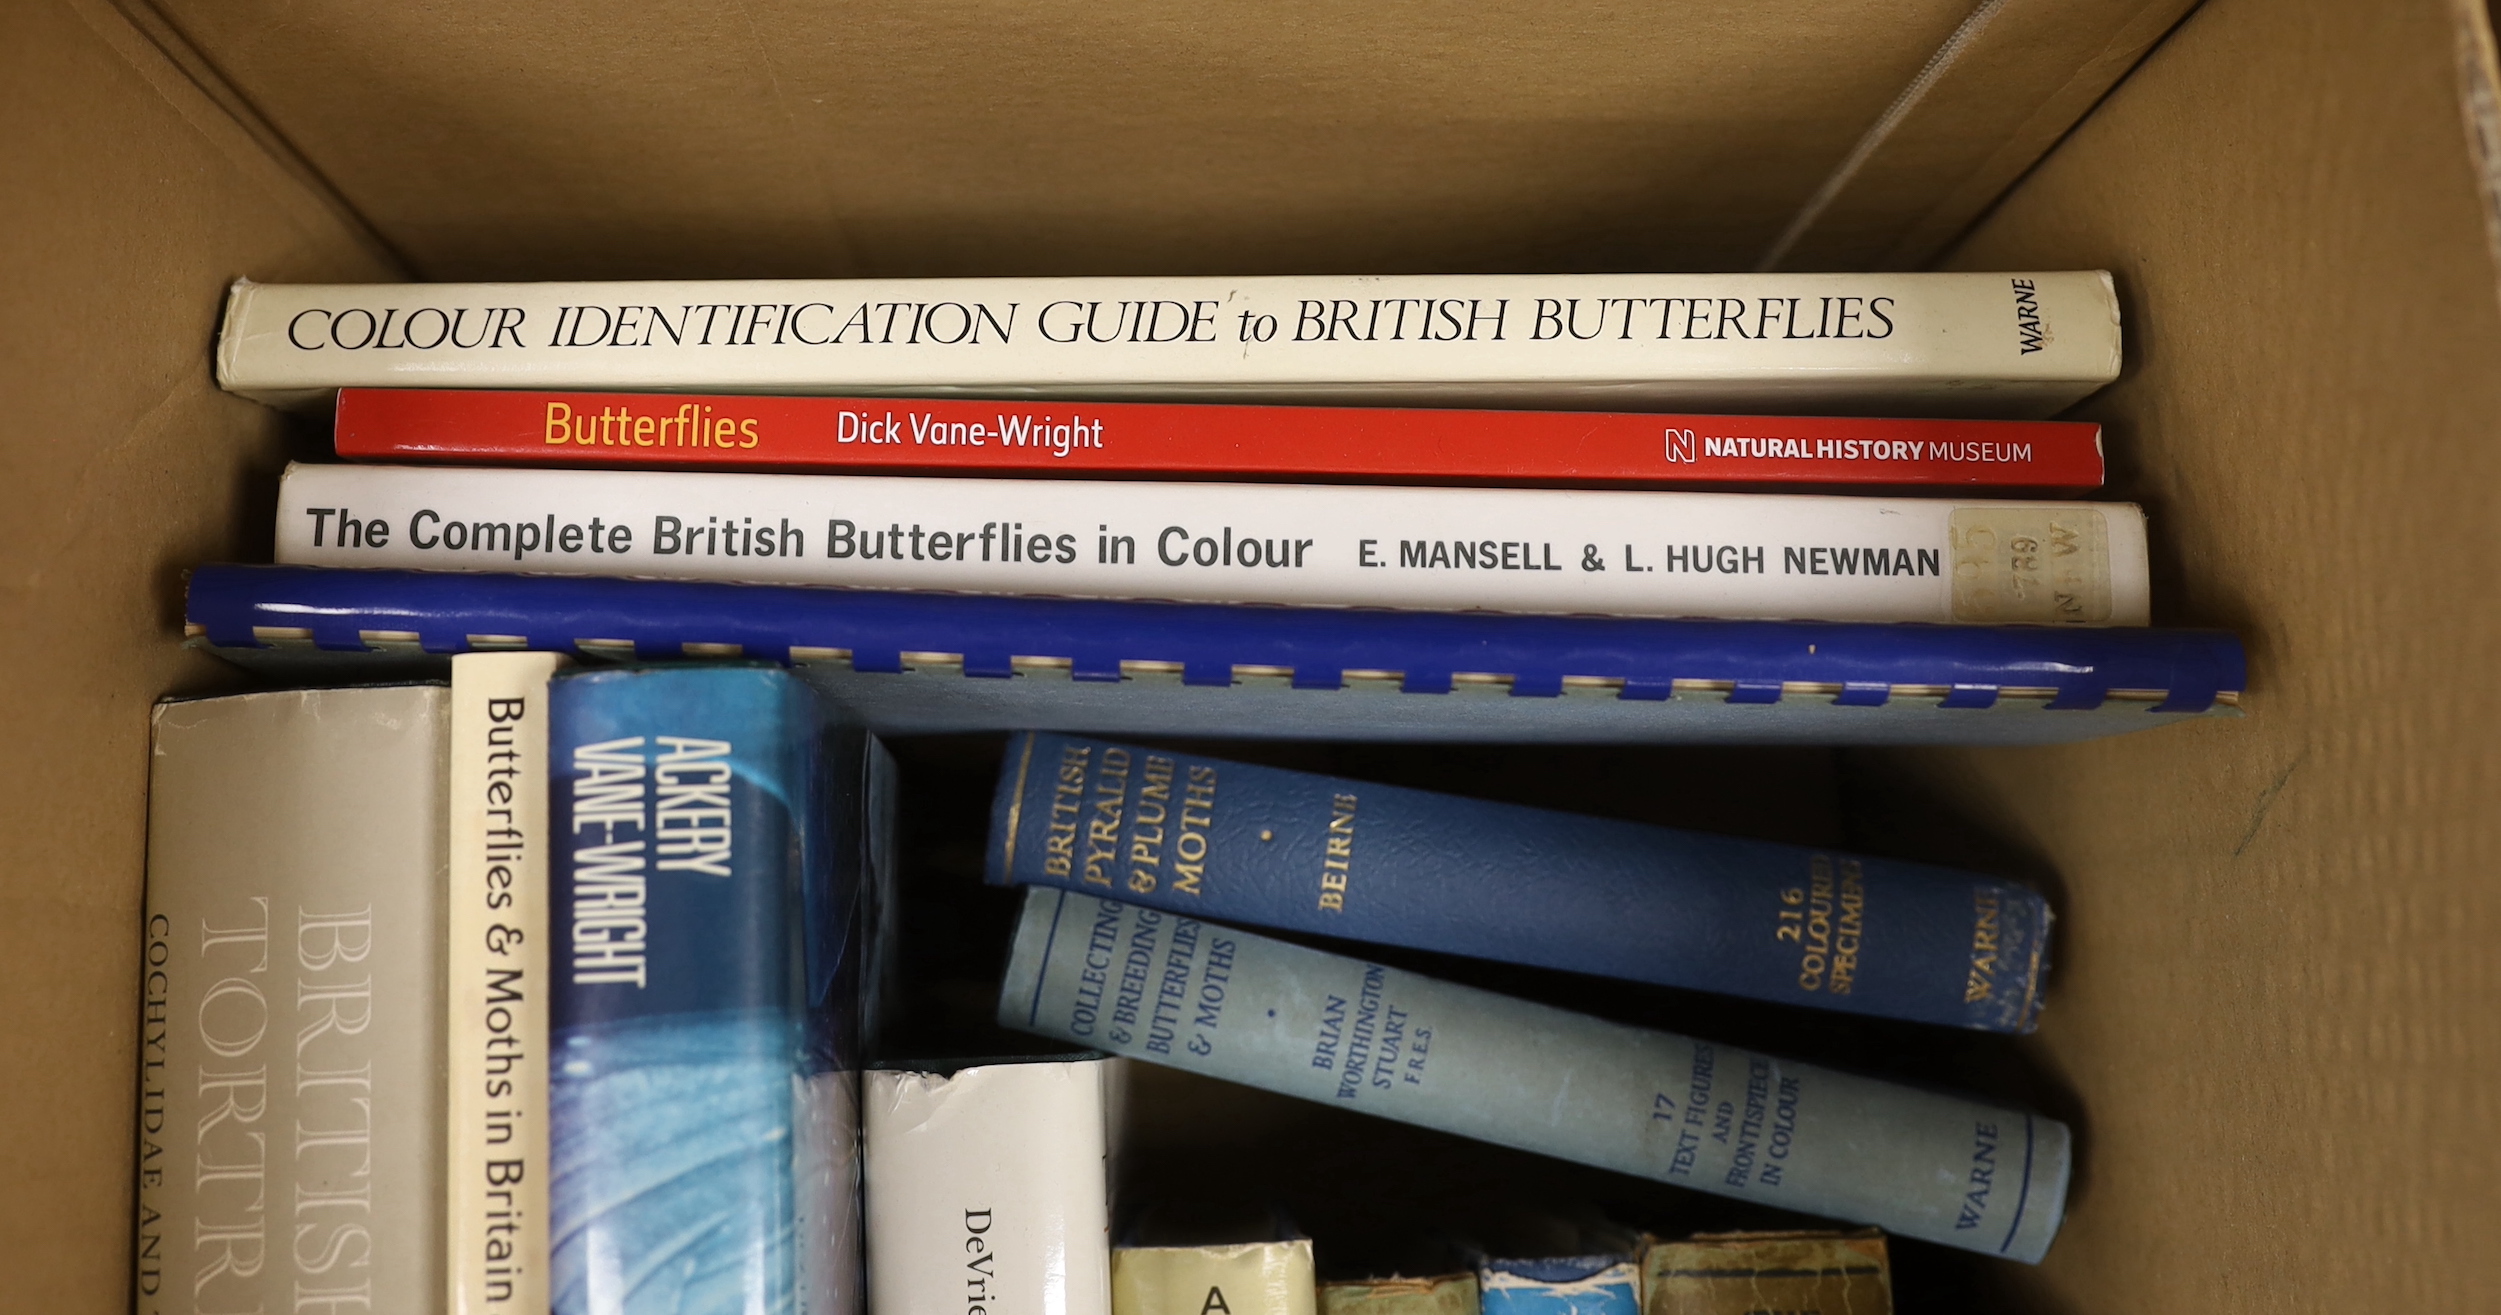 COLOUR IDENTIFICATION GUIDE to BRITISH BUTTERFLIES
WARNE
Butterflies Dick Vane-Wright
N NATURAL HISTORY MUSEUM
The Complete British Butterflies in Colour E. MANSELL & L. HUGH NEWMAN
789
BRITISH
PYRALID
& PLUME
MOTHS
BEIRNE
216
COLOURED
SPECIMENS
WARNE
COLLECTING
& BREEDING
BUTTERFLIES
& MOTHS
BRIAN
WORTHINGTON
STUART
F.R.E.S.
17
TEXT FIGURES
AND
FRONTISPIECE
IN COLOUR
WARNE
BRITISH
TORTR
COCHYLIDAE AND
Butterflies & Moths in Britain
ACKERY
VANE-WRIGHT
DeVrie
A